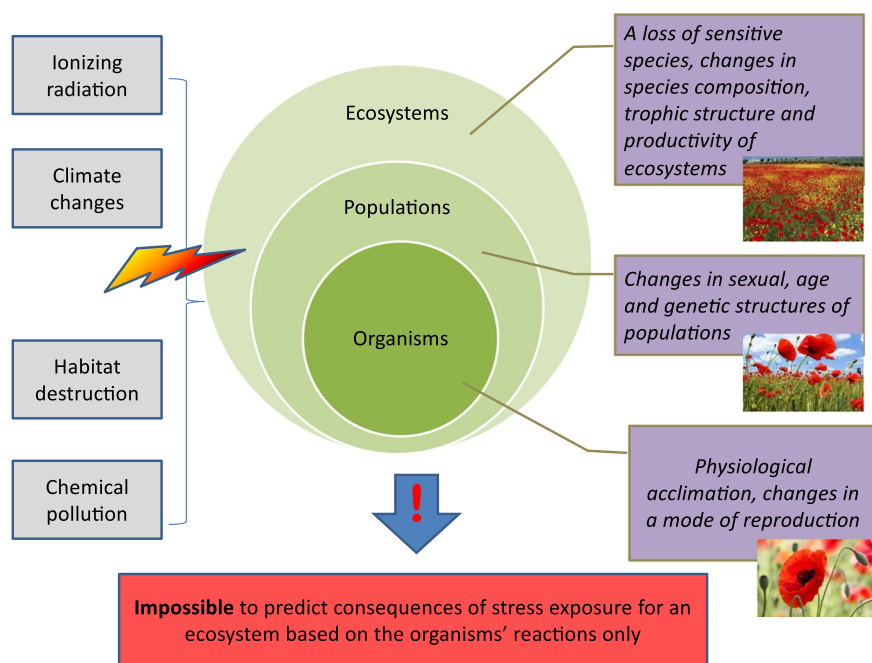 Ionizing
radiation
Climate
changes
Habitat
destruction
Chemical
pollution
Ecosystems
Populations
Organisms
A loss of sensitive
species, changes in
species composition,
trophic structure and
productivity of
ecosystems
Changes in sexual, age
and genetic structures of
populations
Physiological
acclimation, changes in
a mode of reproduction
!
Impossible to predict consequences of stress exposure for an
ecosystem based on the organisms’ reactions only